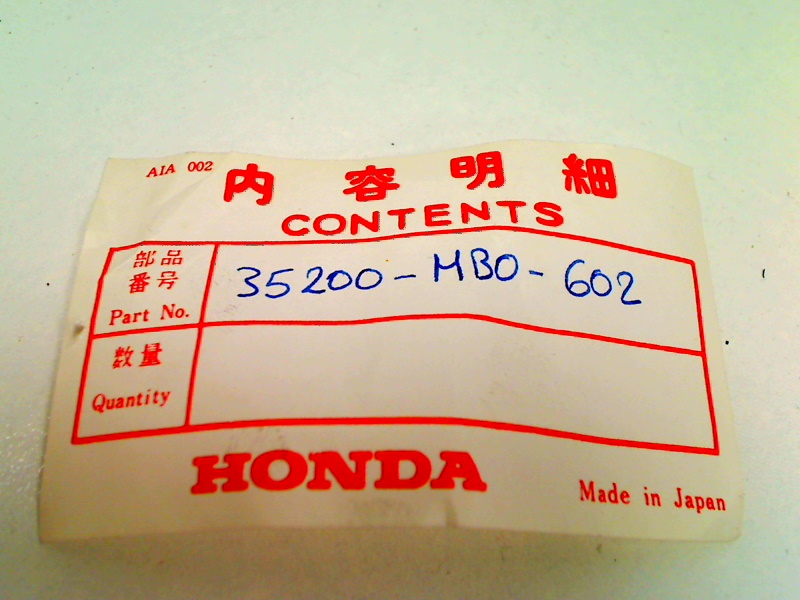 AIA 002
内容明細
CONTENTS
部品
番号
Part No.
35200-MB0-602
数量
Quantity
HONDA
Made in Japan